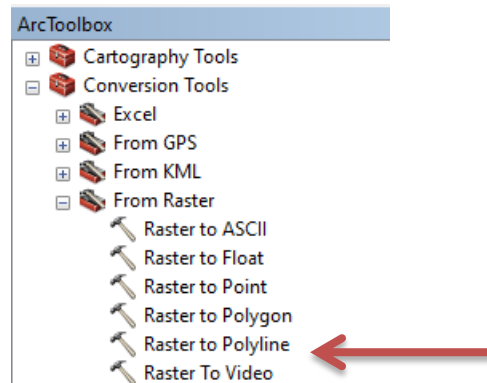 ArcToolbox
Cartography Tools
Conversion Tools
Excel
From GPS
From KML
From Raster
Raster to ASCII
Raster to Float
Raster to Point
Raster to Polygon
Raster to Polyline
Raster To Video